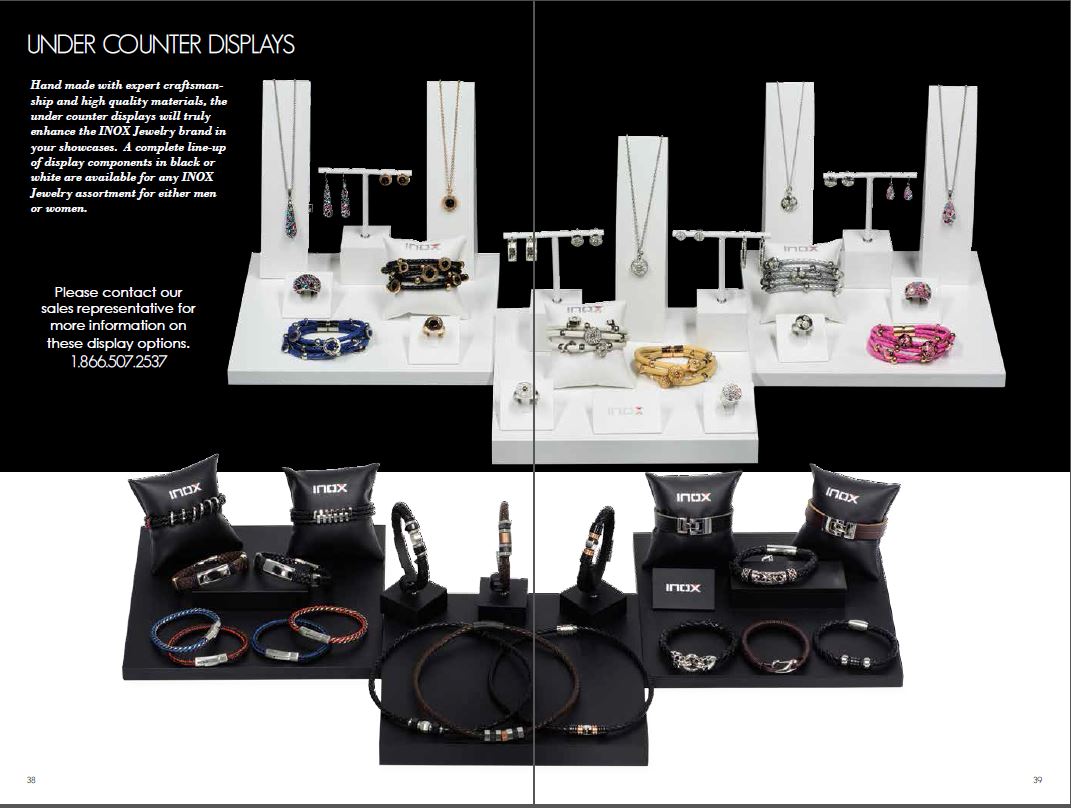 UNDER COUNTER DISPLAYS
Hand made with expert craftsman-
ship and high quality materials, the
under counter displays will truly
enhance the INOX Jewelry brand in
your showcases. A complete line-up
of display components in black or
white are available for any INOX
Jewelry assortment for either men
or women.
Please contact our
sales representative for
more information on
these display options.
1.866.507.2537
INOX
INOX
INOX
INOX
INOX
INOX
INOX
INOX
INOX
38
39